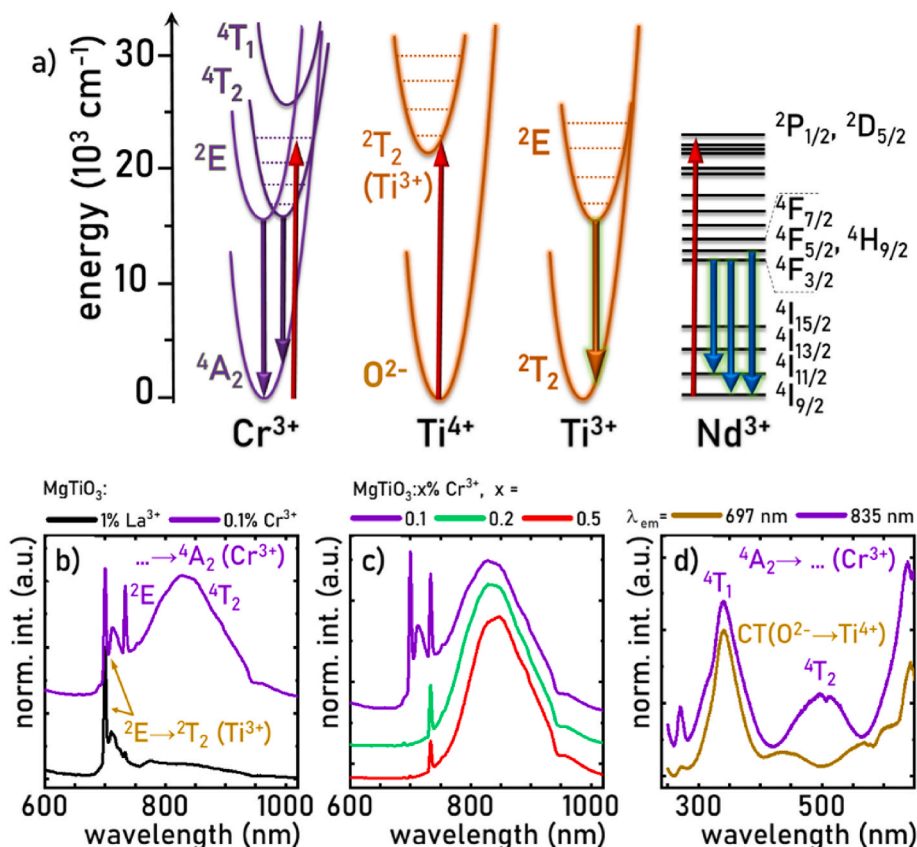 a)
energy (10³ cm⁻¹)
30
20
10
0
⁴T₁
⁴T₂
²E
⁴A₂
Cr³⁺
²T₂
(Ti³⁺)
O²⁻
Ti⁴⁺
²E
²T₂
Ti³⁺
²P₁/₂, ²D₅/₂
⁴F₇/₂
⁴F₅/₂, ⁴H₉/₂
⁴F₃/₂
⁴I₁₅/₂
⁴I₁₃/₂
⁴I₁₁/₂
⁴I₉/₂
Nd³⁺
MgTiO₃:
1% La³⁺ 0.1% Cr³⁺
b)
...→⁴A₂ (Cr³⁺)
²E ⁴T₂
²E→²T₂ (Ti³⁺)
norm. int. (a.u.)
600 800 1000
wavelength (nm)
MgTiO₃:x% Cr³⁺, x =
0.1 0.2 0.5
c)
norm. int. (a.u.)
600 800 1000
wavelength (nm)
λem= 697 nm 835 nm
d)
⁴A₂→ ... (Cr³⁺)
⁴T₁
CT(O²⁻→Ti⁴⁺)
⁴T₂
norm. int. (a.u.)
300 500
wavelength (nm)